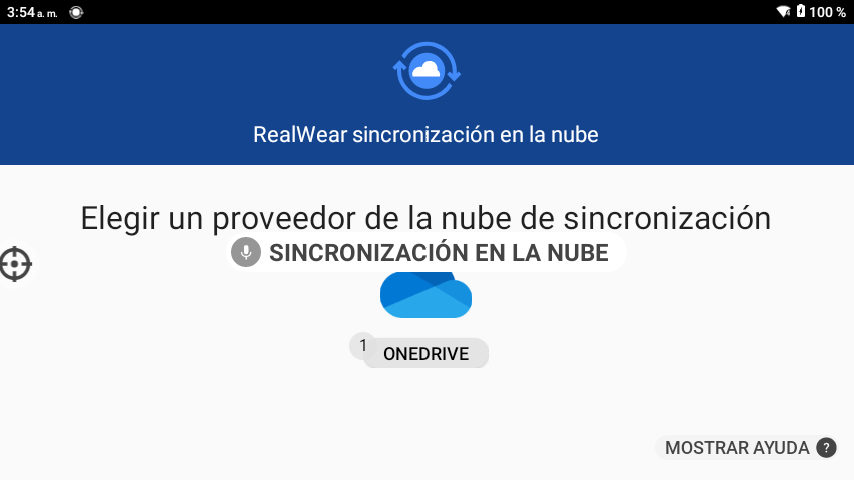 3:54 a. m.
100 %
RealWear sincronización en la nube
Elegir un proveedor de la nube de sincronización
SINCRONIZACIÓN EN LA NUBE
1
ONEDRIVE
MOSTRAR AYUDA ?